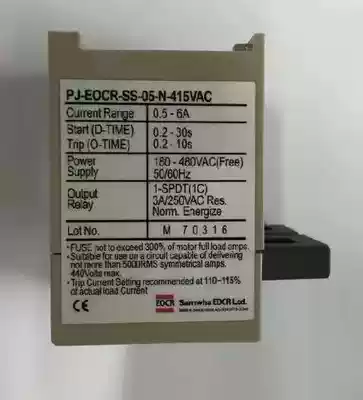 PJ-EOCR-SS-05-N-415VAC
Current Range 0.5 - 6A
Start (D-TIME) 0.2 - 30s
Trip (O-TIME) 0.2 - 10s
Power 180 - 480VAC(Free)
Supply 50/60Hz
Output 1-SPDT(1C)
Relay 3A/250VAC Res.
Norm. Energize
Lot No. M 70316
• FUSE not to exceed 300% of motor full load amps.
• Suitable for use on a circuit capable of delivering
not more than 5000RMS symmetrical amps.
440Volts max.
• Trip Current Setting recommended at 110~115%
of actual load Current
CE
EOCR Samwha EOCR Ltd.